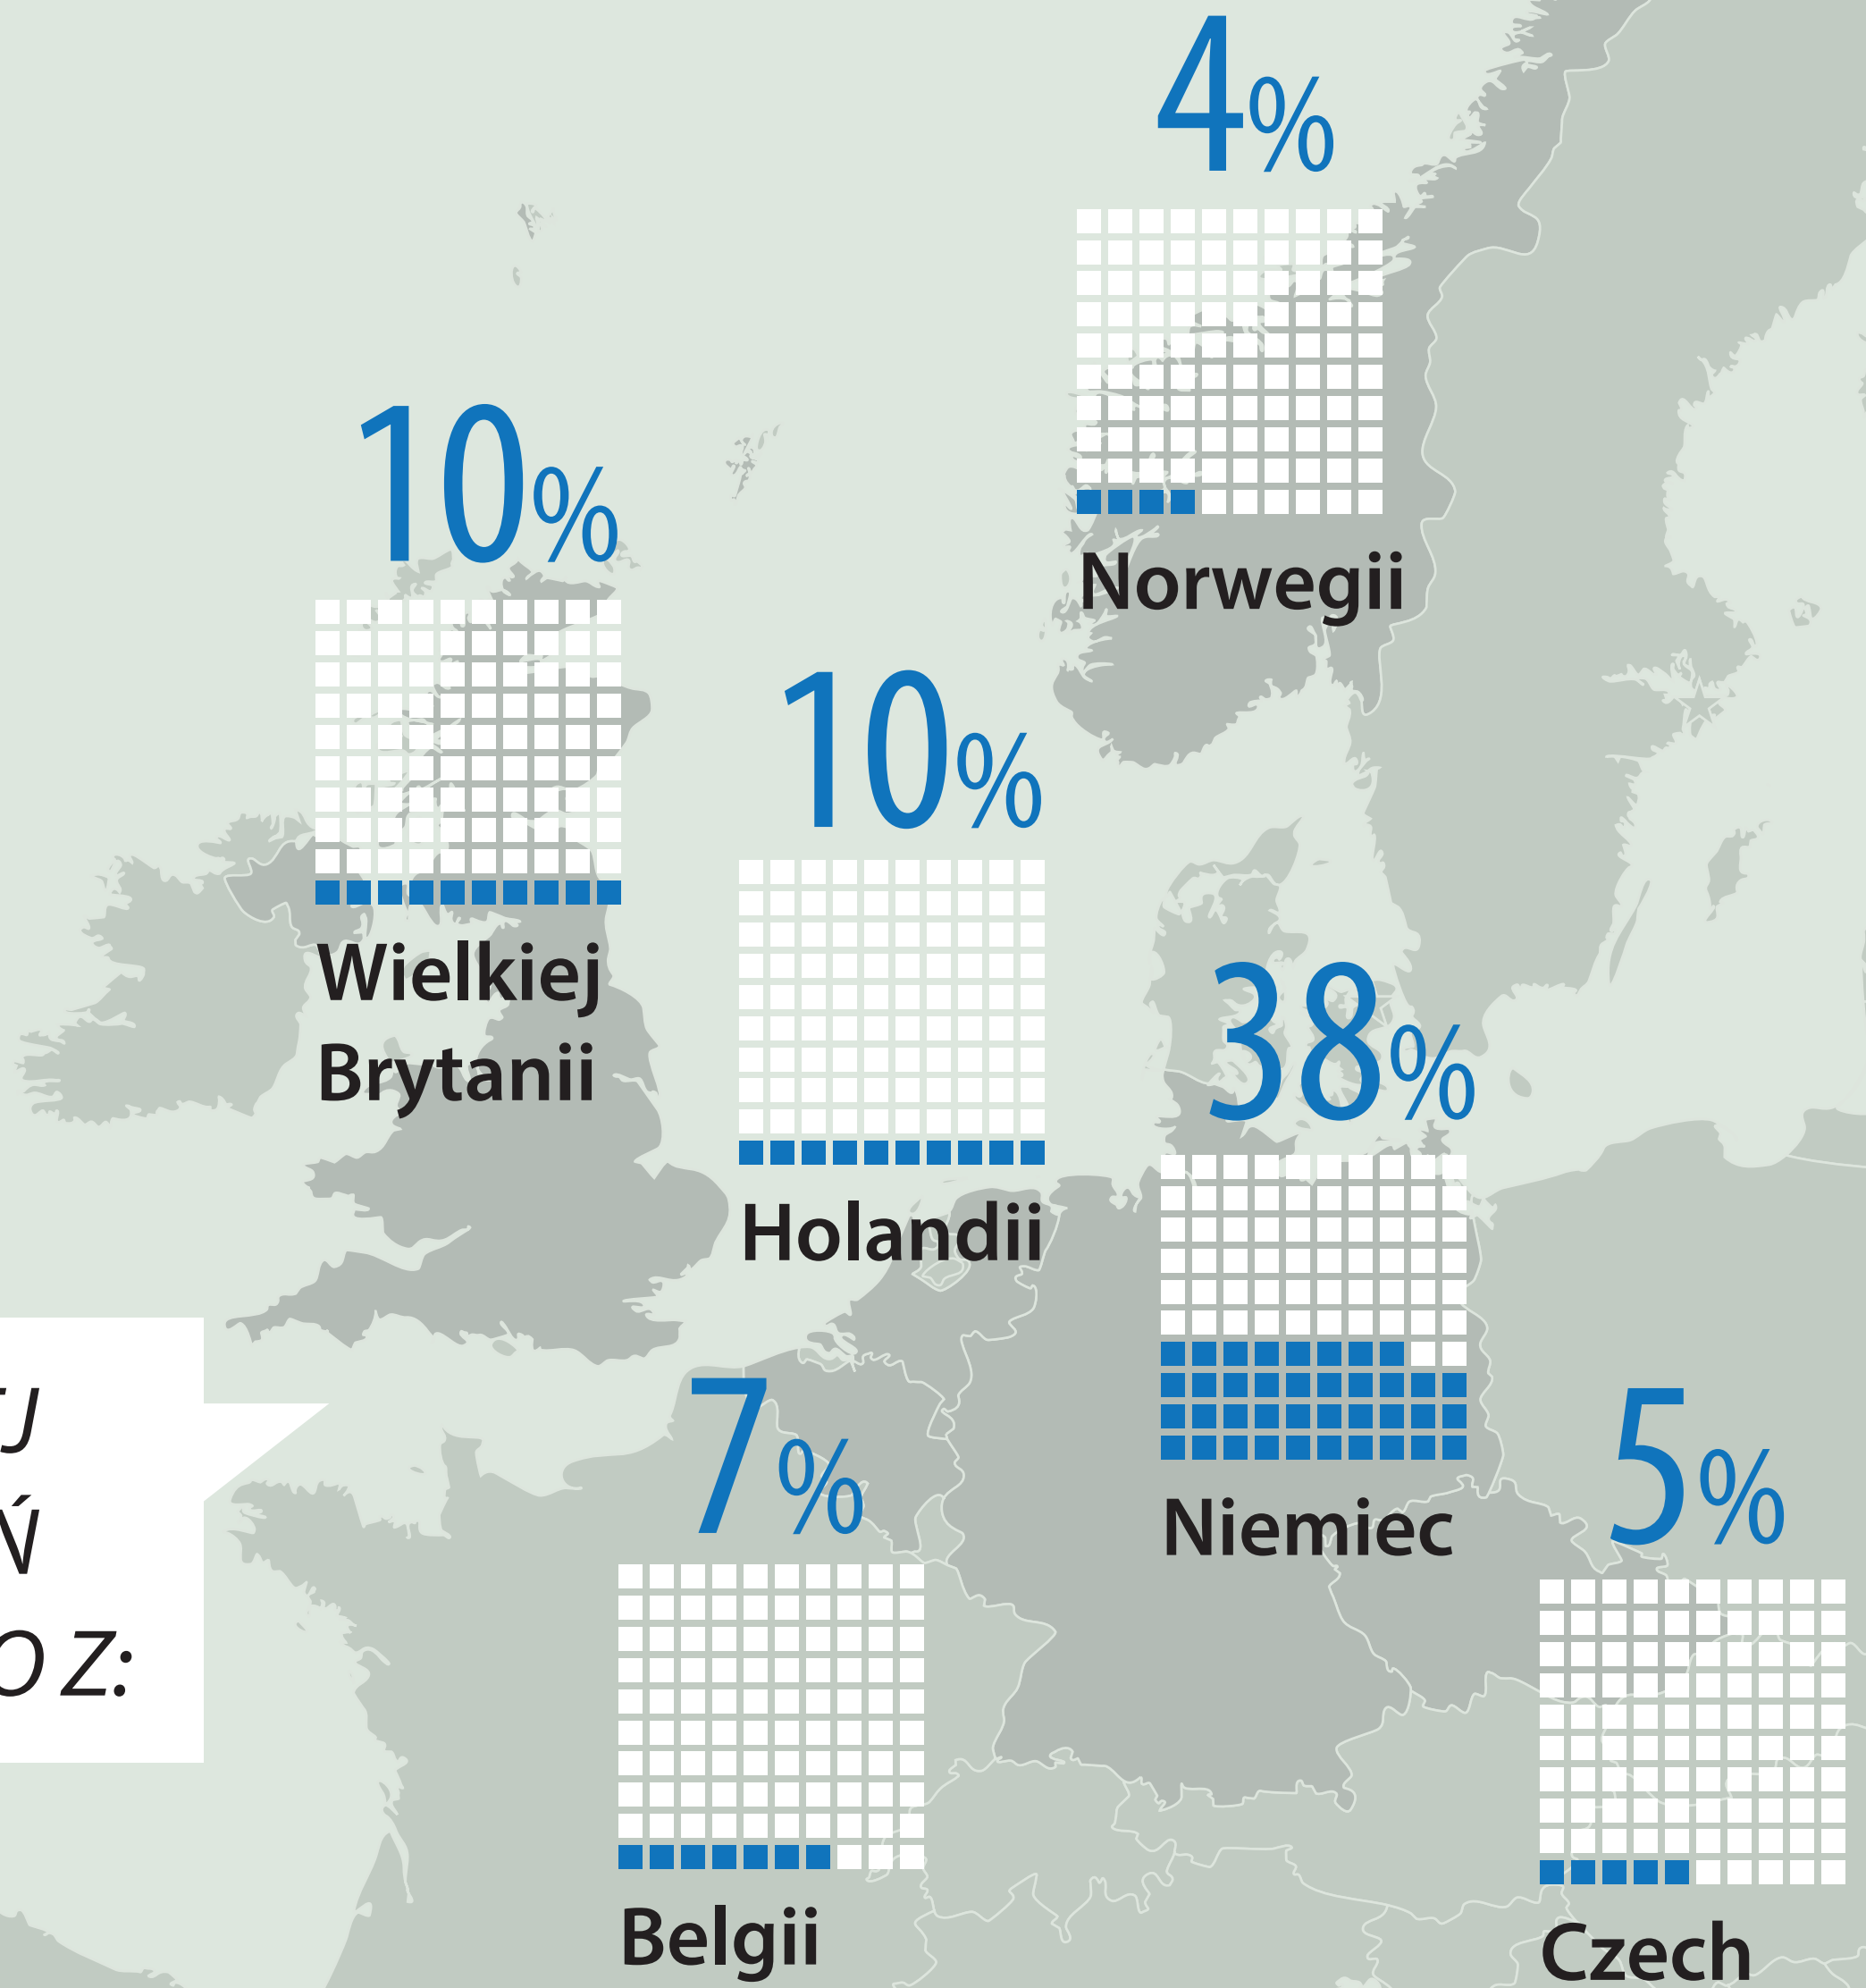 4%
Norwegii
10%
Wielkiej
Brytanii
10%
Holandii
38%
Niemiec
7%
Belgii
5%
Czech
J
Ń
O Z: